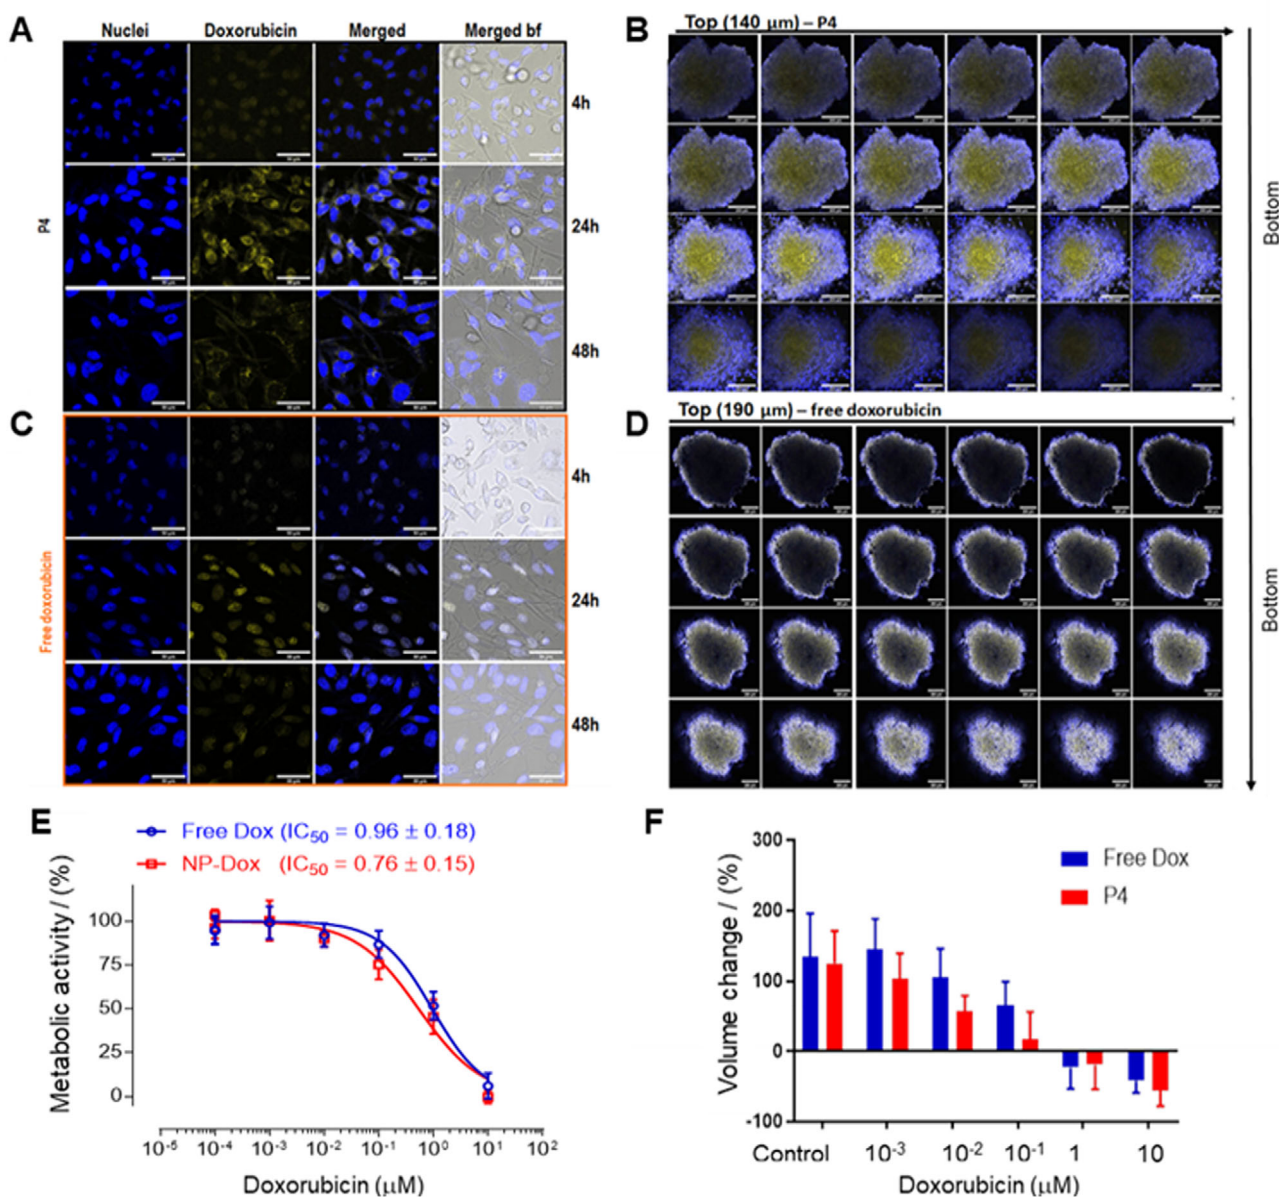 A
Nuclei Doxorubicin Merged Merged bf
P4
4h
24h
48h
B
Top (140 μm) – P4
Bottom
C
Free doxorubicin
4h
24h
48h
D
Top (190 μm) – free doxorubicin
Bottom
E
Free Dox (IC50 = 0.96 ± 0.18)
NP-Dox (IC50 = 0.76 ± 0.15)
Metabolic activity / (%)
100
75
50
25
0
10-5 10-4 10-3 10-2 10-1 100 101 102
Doxorubicin (μM)
F
Free Dox
P4
Volume change / (%)
300
200
100
0
-100
Control 10-3 10-2 10-1 1 10
Doxorubicin (μM)